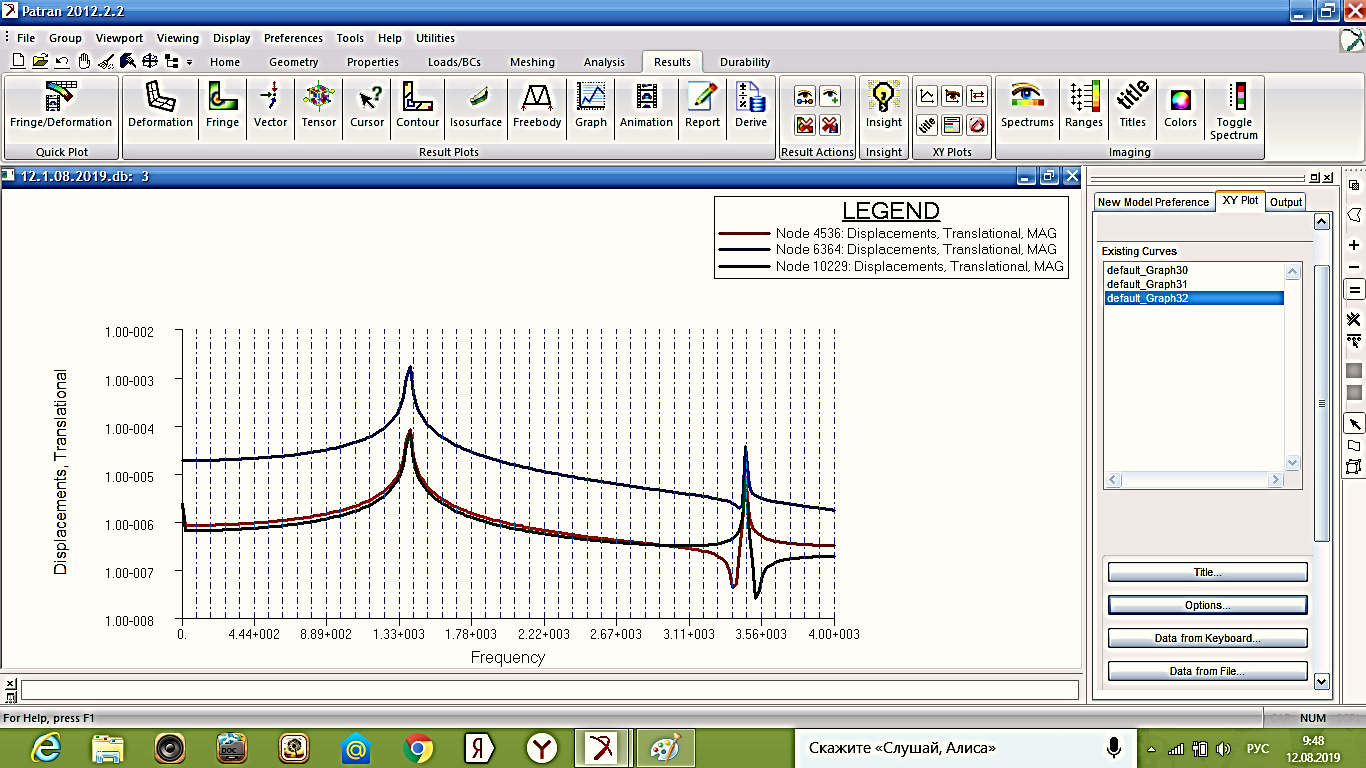 Patran 2012.2.2
File Group Viewport Viewing Display Preferences Tools Help Utilities
Home Geometry Properties Loads/BCs Meshing Analysis Results Durability
Fringe/Deformation Deformation Fringe Vector Tensor Cursor Contour Isosurface Freebody Graph Animation Report Derive Insight Spectrums Ranges Titles Colors Toggle
Spectrum
Quick Plot Result Plots Result Actions Insight XY Plots Imaging
12.1.08.2019.db: 3
New Model Preference XY Plot Output
LEGEND
Node 4536: Displacements, Translational, MAG
Node 6364: Displacements, Translational, MAG
Node 10229: Displacements, Translational, MAG
Existing Curves
default_Graph30
default_Graph31
default_Graph32
1.00-002
1.00-003
1.00-004
1.00-005
1.00-006
1.00-007
1.00-008
Displacements, Translational
0. 4.44+002 8.89+002 1.33+003 1.78+003 2.22+003 2.67+003 3.11+003 3.56+003 4.00+003
Frequency
Title...
Options...
Data from Keyboard...
Data from File...
For Help, press F1
NUM
Скажите «Слушай, Алиса»
РУС
9:48
12.08.2019